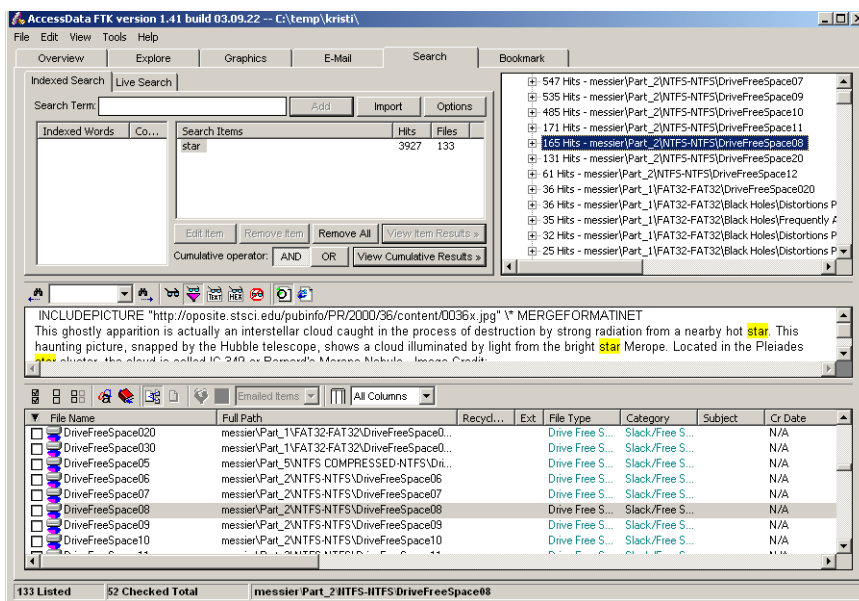 AccessData FTK version 1.41 build 03.09.22 -- C:\temp\kristi\
File Edit View Tools Help
Overview Explore Graphics E-Mail Search Bookmark
Indexed Search Live Search
Search Term: Add Import Options
Indexed Words Co... Search Items Hits Files
star 3927 133
Edit Item Remove Item Remove All View Item Results »
Cumulative operator: AND OR View Cumulative Results »
547 Hits - messier\Part_2\NTFS-NTFS\DriveFreeSpace07
535 Hits - messier\Part_2\NTFS-NTFS\DriveFreeSpace09
485 Hits - messier\Part_2\NTFS-NTFS\DriveFreeSpace10
171 Hits - messier\Part_2\NTFS-NTFS\DriveFreeSpace11
165 Hits - messier\Part_2\NTFS-NTFS\DriveFreeSpace08
131 Hits - messier\Part_2\NTFS-NTFS\DriveFreeSpace20
61 Hits - messier\Part_2\NTFS-NTFS\DriveFreeSpace12
36 Hits - messier\Part_1\FAT32-FAT32\DriveFreeSpace020
36 Hits - messier\Part_1\FAT32-FAT32\Black Holes\Distortions P
35 Hits - messier\Part_1\FAT32-FAT32\Black Holes\Frequently A
32 Hits - messier\Part_1\FAT32-FAT32\Black Holes\Distortions P
25 Hits - messier\Part_1\FAT32-FAT32\Black Holes\Distortions P
TEXT HEX
INCLUDEPICTURE "http://oposite.stsci.edu/pubinfo/PR/2000/36/content/0036x.jpg" \* MERGEFORMATINET
This ghostly apparition is actually an interstellar cloud caught in the process of destruction by strong radiation from a nearby hot star. This
haunting picture, snapped by the Hubble telescope, shows a cloud illuminated by light from the bright star Merope. Located in the Pleiades
star cluster, the cloud is called IC 349 or Barnard's Merope Nebula. Image Credit:
Emailed Items All Columns
File Name Full Path Recycl... Ext File Type Category Subject Cr Date
DriveFreeSpace020 messier\Part_1\FAT32-FAT32\DriveFreeSpace0... Drive Free S... Slack/Free S... N/A
DriveFreeSpace030 messier\Part_1\FAT32-FAT32\DriveFreeSpace0... Drive Free S... Slack/Free S... N/A
DriveFreeSpace05 messier\Part_5\NTFS COMPRESSED-NTFS\Dri... Drive Free S... Slack/Free S... N/A
DriveFreeSpace06 messier\Part_2\NTFS-NTFS\DriveFreeSpace06 Drive Free S... Slack/Free S... N/A
DriveFreeSpace07 messier\Part_2\NTFS-NTFS\DriveFreeSpace07 Drive Free S... Slack/Free S... N/A
DriveFreeSpace08 messier\Part_2\NTFS-NTFS\DriveFreeSpace08 Drive Free S... Slack/Free S... N/A
DriveFreeSpace09 messier\Part_2\NTFS-NTFS\DriveFreeSpace09 Drive Free S... Slack/Free S... N/A
DriveFreeSpace10 messier\Part_2\NTFS-NTFS\DriveFreeSpace10 Drive Free S... Slack/Free S... N/A
133 Listed 52 Checked Total messier\Part_2\NTFS-NTFS\DriveFreeSpace08